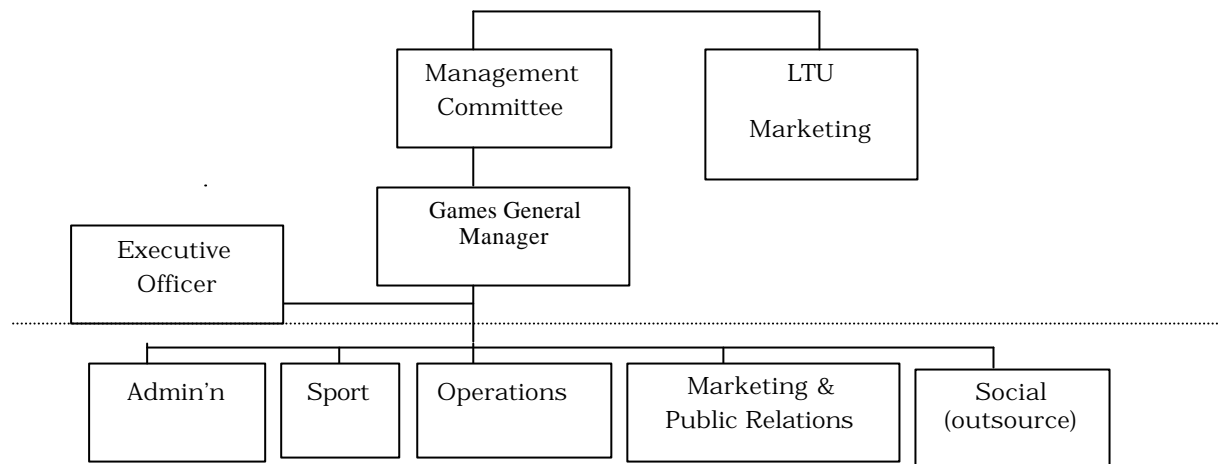 Management
Committee
LTU
Marketing
Games General
Manager
Executive
Officer
Admin'n
Sport
Operations
Marketing &
Public Relations
Social
(outsource)